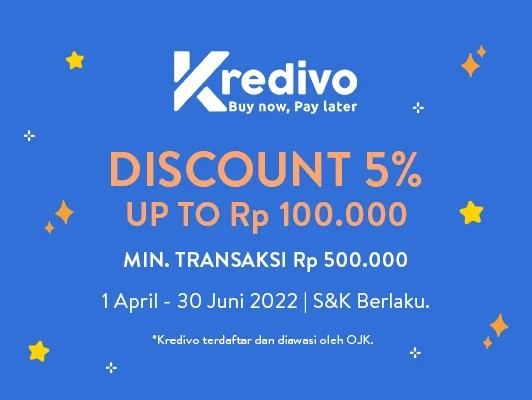 Kredivo
Buy now, Pay later
DISCOUNT 5%
UP TO Rp 100.000
MIN. TRANSAKSI Rp 500.000
1 April - 30 Juni 2022 | S&K Berlaku.
*Kredivo terdaftar dan diawasi oleh OJK.